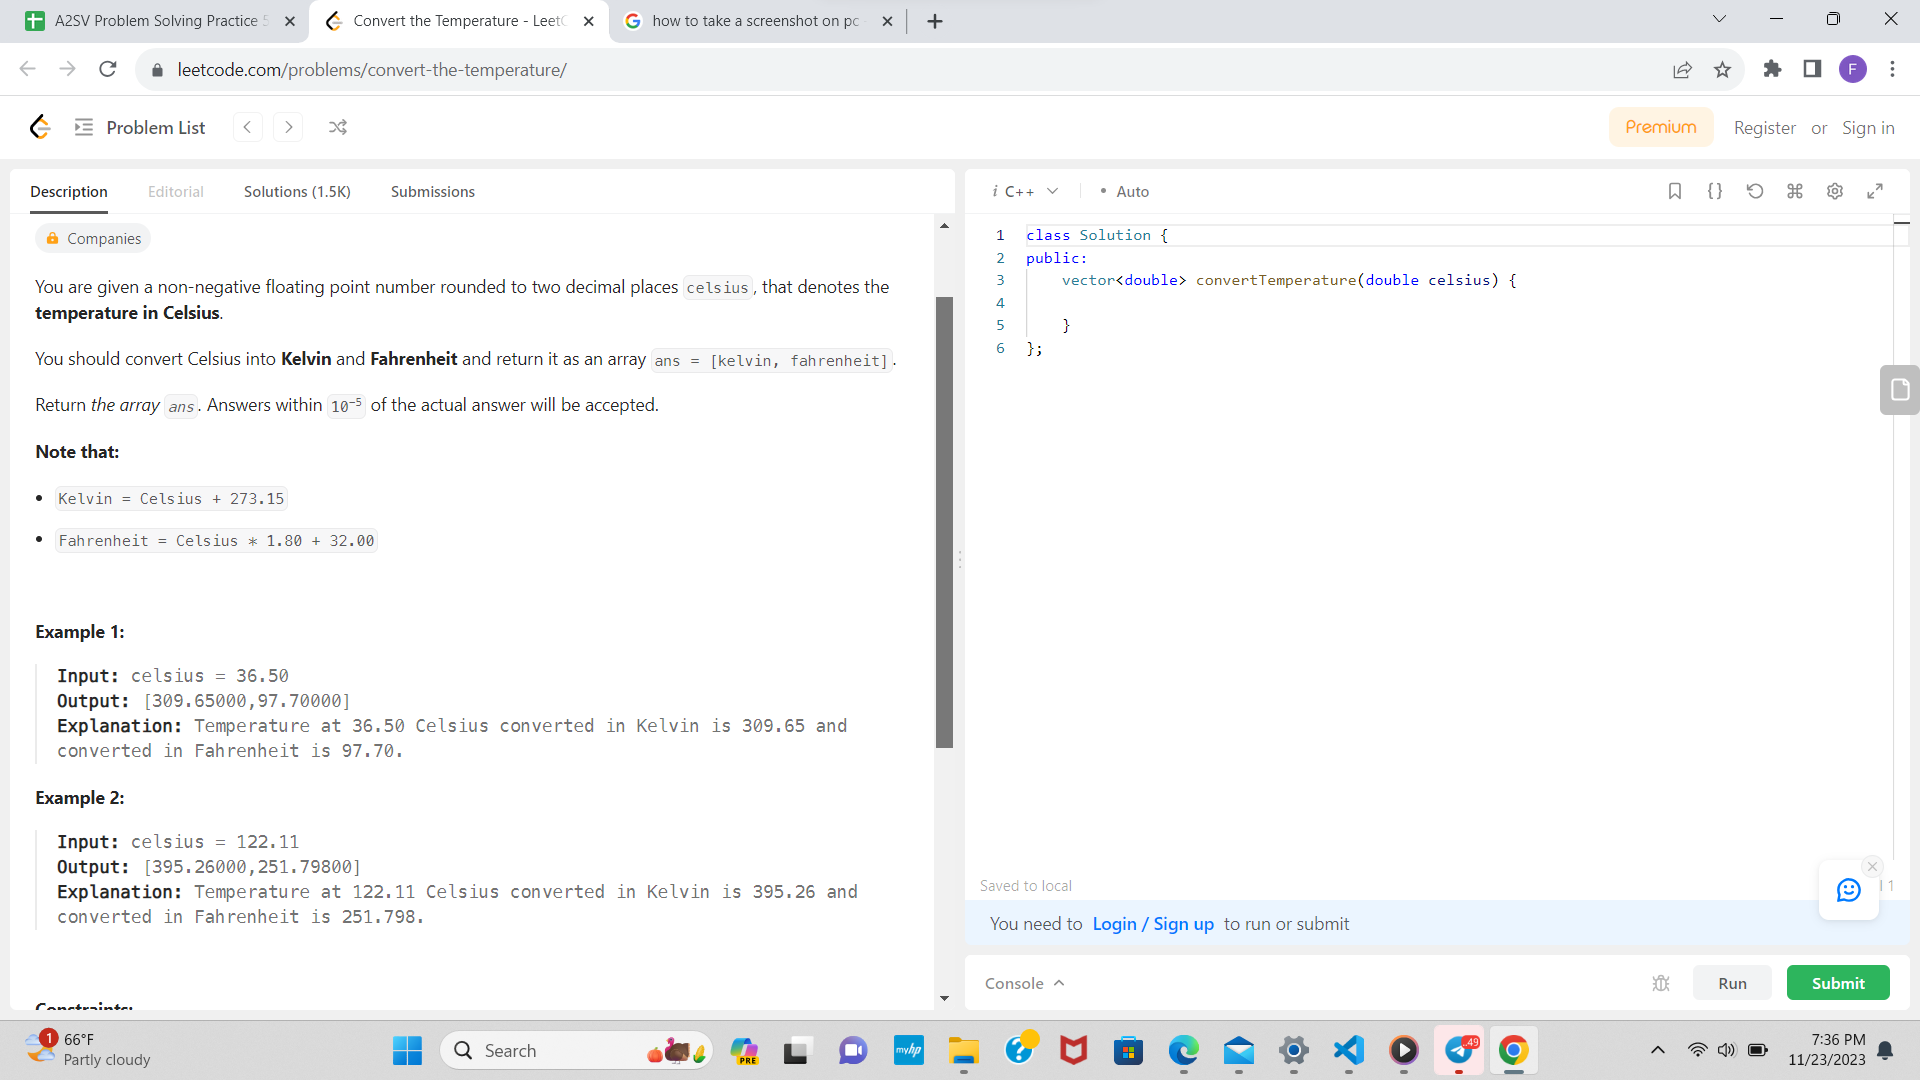 A2SV Problem Solving Practice
Convert the Temperature - Leet
how to take a screenshot on pc
leetcode.com/problems/convert-the-temperature/
F
Problem List
Premium
Register or Sign in
Description
Editorial
Solutions (1.5K)
Submissions
Companies
You are given a non-negative floating point number rounded to two decimal places celsius, that denotes the
temperature in Celsius.
You should convert Celsius into Kelvin and Fahrenheit and return it as an array ans = [kelvin, fahrenheit].
Return the array ans. Answers within 10⁻⁵ of the actual answer will be accepted.
Note that:
• Kelvin = Celsius + 273.15
• Fahrenheit = Celsius * 1.80 + 32.00
Example 1:
Input: celsius = 36.50
Output: [309.65000,97.70000]
Explanation: Temperature at 36.50 Celsius converted in Kelvin is 309.65 and
converted in Fahrenheit is 97.70.
Example 2:
Input: celsius = 122.11
Output: [395.26000,251.79800]
Explanation: Temperature at 122.11 Celsius converted in Kelvin is 395.26 and
converted in Fahrenheit is 251.798.
Constraints:
i C++
• Auto
1 class Solution {
2 public:
3 vector<double> convertTemperature(double celsius) {
4
5 }
6 };
Saved to local
You need to Login / Sign up to run or submit
Console
Run
Submit
1
66°F
Partly cloudy
Search
PRE
myhp
49
7:36 PM
11/23/2023